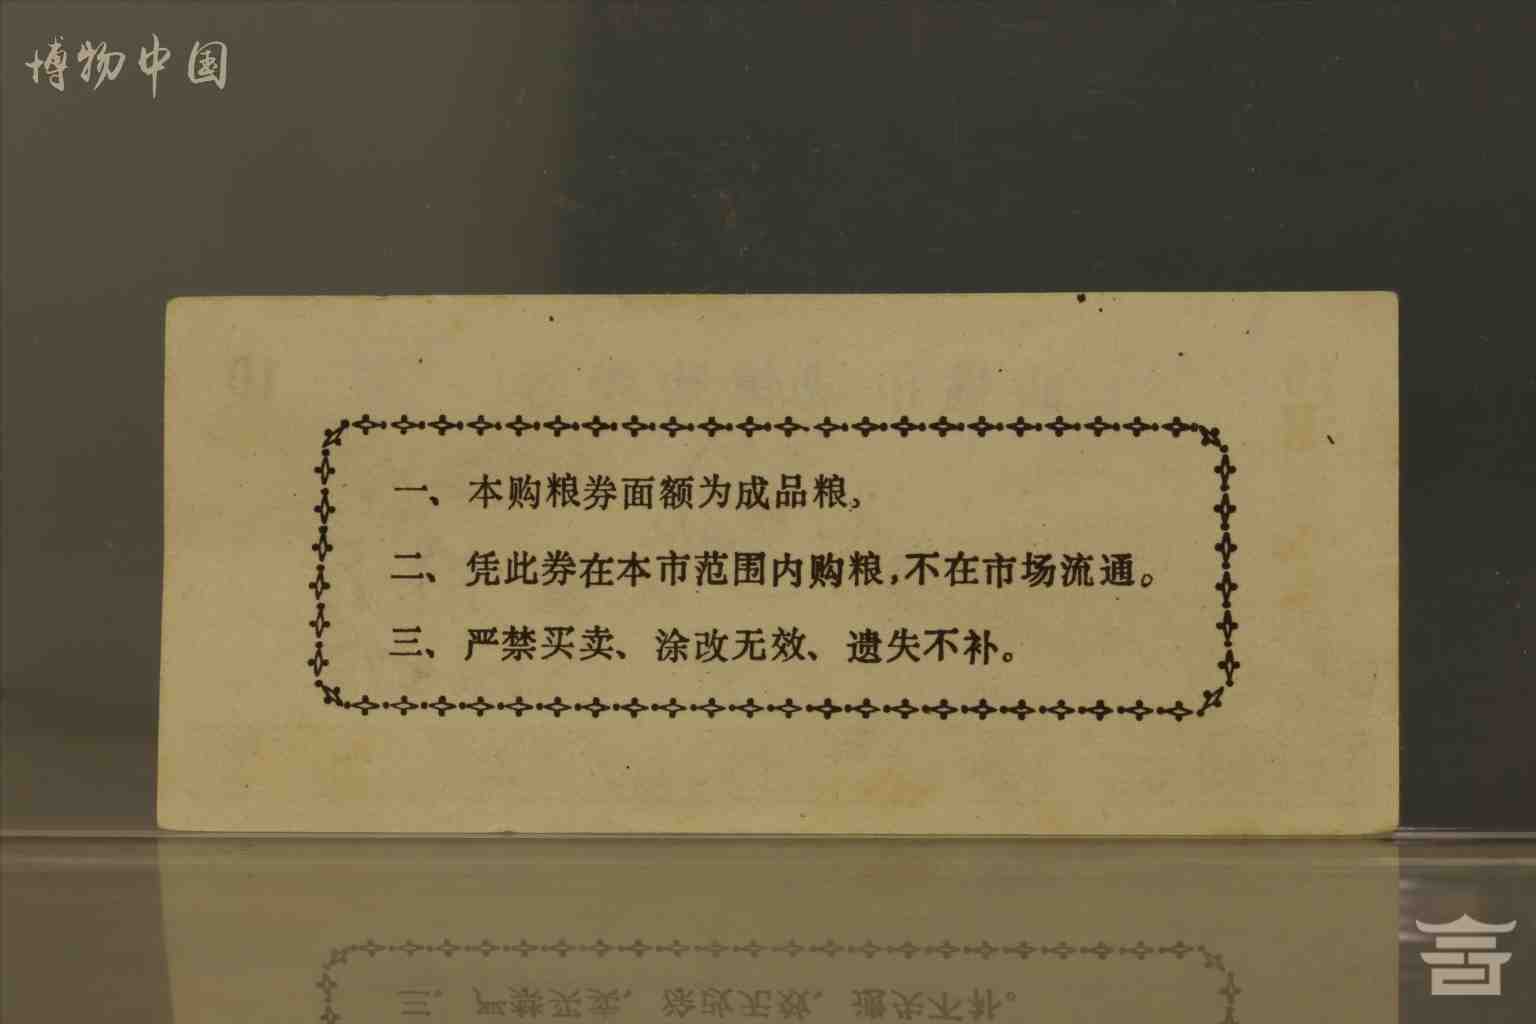 博物中国
一、本购粮券面额为成品粮。
二、凭此券在本市范围内购粮,不在市场流通。
三、严禁买卖、涂改无效、遗失不补。